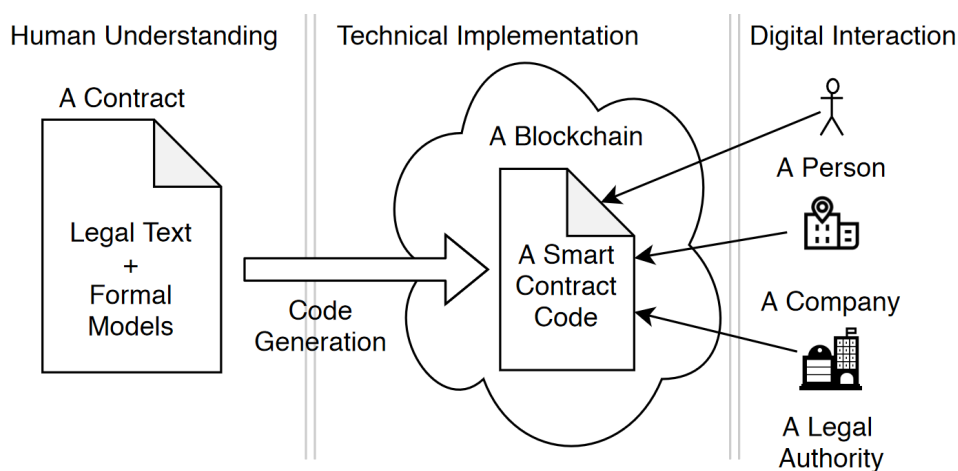 Human Understanding
Technical Implementation
Digital Interaction
A Contract
Legal Text
+
Formal
Models
Code
Generation
A Blockchain
A Smart
Contract
Code
A Person
A Company
A Legal
Authority